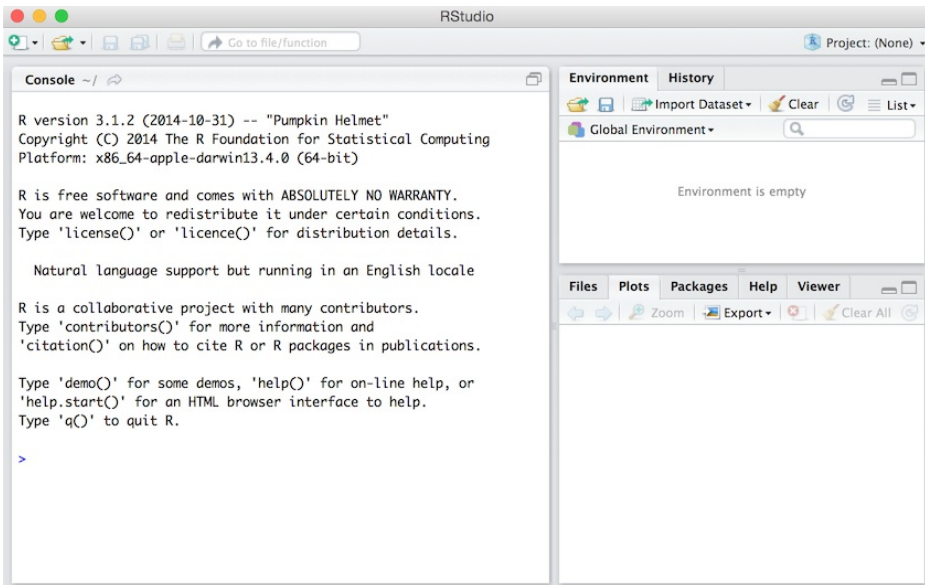 RStudio
Go to file/function
Project: (None)
Console ~/
R version 3.1.2 (2014-10-31) -- "Pumpkin Helmet"
Copyright (C) 2014 The R Foundation for Statistical Computing
Platform: x86_64-apple-darwin13.4.0 (64-bit)
R is free software and comes with ABSOLUTELY NO WARRANTY.
You are welcome to redistribute it under certain conditions.
Type 'license()' or 'licence()' for distribution details.
Natural language support but running in an English locale
R is a collaborative project with many contributors.
Type 'contributors()' for more information and
'citation()' on how to cite R or R packages in publications.
Type 'demo()' for some demos, 'help()' for on-line help, or
'help.start()' for an HTML browser interface to help.
Type 'q()' to quit R.
>
Environment History
Import Dataset Clear List
Global Environment
Environment is empty
Files Plots Packages Help Viewer
Zoom Export Clear All